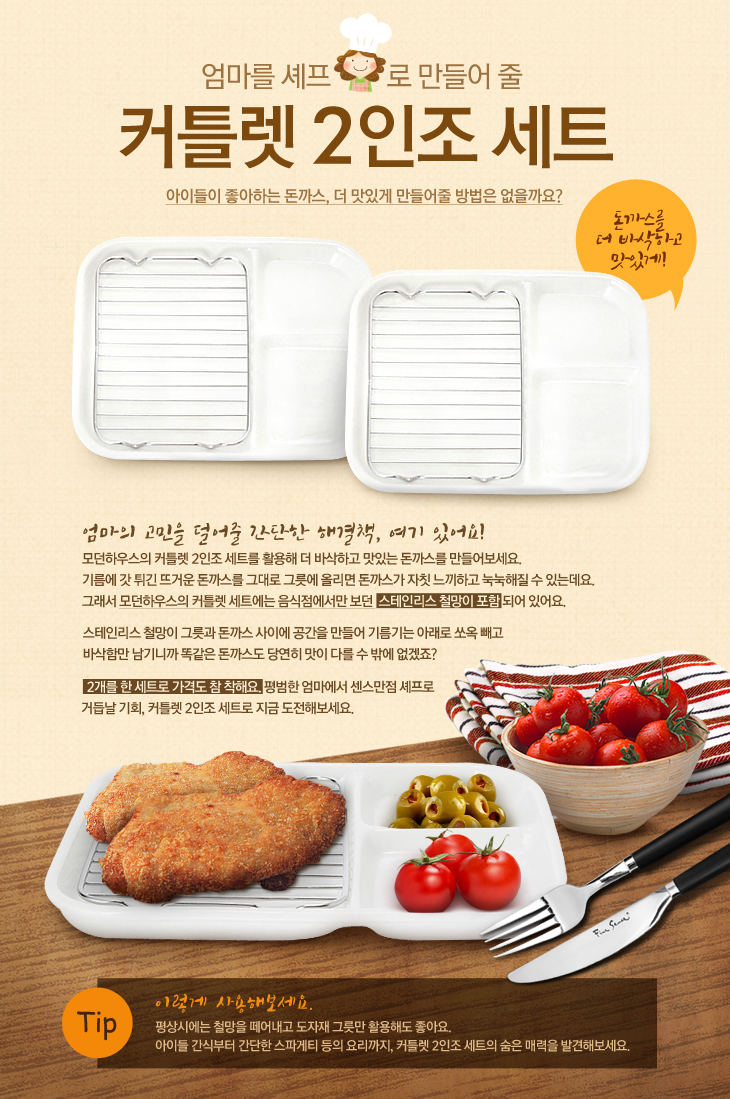 엄마를 셰프로 만들어 줄
커틀렛 2인조 세트
아이들이 좋아하는 돈까스, 더 맛있게 만들어줄 방법은 없을까요?
돈까스를
더 바삭하고
맛있게!
엄마의 고민을 덜어줄 간단한 해결책, 여기 있어요!
모던하우스의 커틀렛 2인조 세트를 활용해 더 바삭하고 맛있는 돈까스를 만들어보세요.
기름에 갓 튀긴 뜨거운 돈까스를 그대로 그릇에 올리면 돈까스가 자칫 느끼하고 눅눅해질 수 있는데요.
그래서 모던하우스의 커틀렛 세트에는 음식점에서만 보던 스테인리스 철망이 포함되어 있어요.
스테인리스 철망이 그릇과 돈까스 사이에 공간을 만들어 기름기는 아래로 쏘옥 빼고
바삭함만 남기니까 똑같은 돈까스도 당연히 맛이 다를 수 밖에 없겠죠?
2개를 한 세트로 가격도 참 착해요. 평범한 엄마에서 센스만점 셰프로
거듭날 기회, 커틀렛 2인조 세트로 지금 도전해보세요.
Tip
이렇게 사용해보세요.
평상시에는 철망을 떼어내고 도자재 그릇만 활용해도 좋아요.
아이들 간식부터 간단한 스파게티 등의 요리까지, 커틀렛 2인조 세트의 숨은 매력을 발견해보세요.